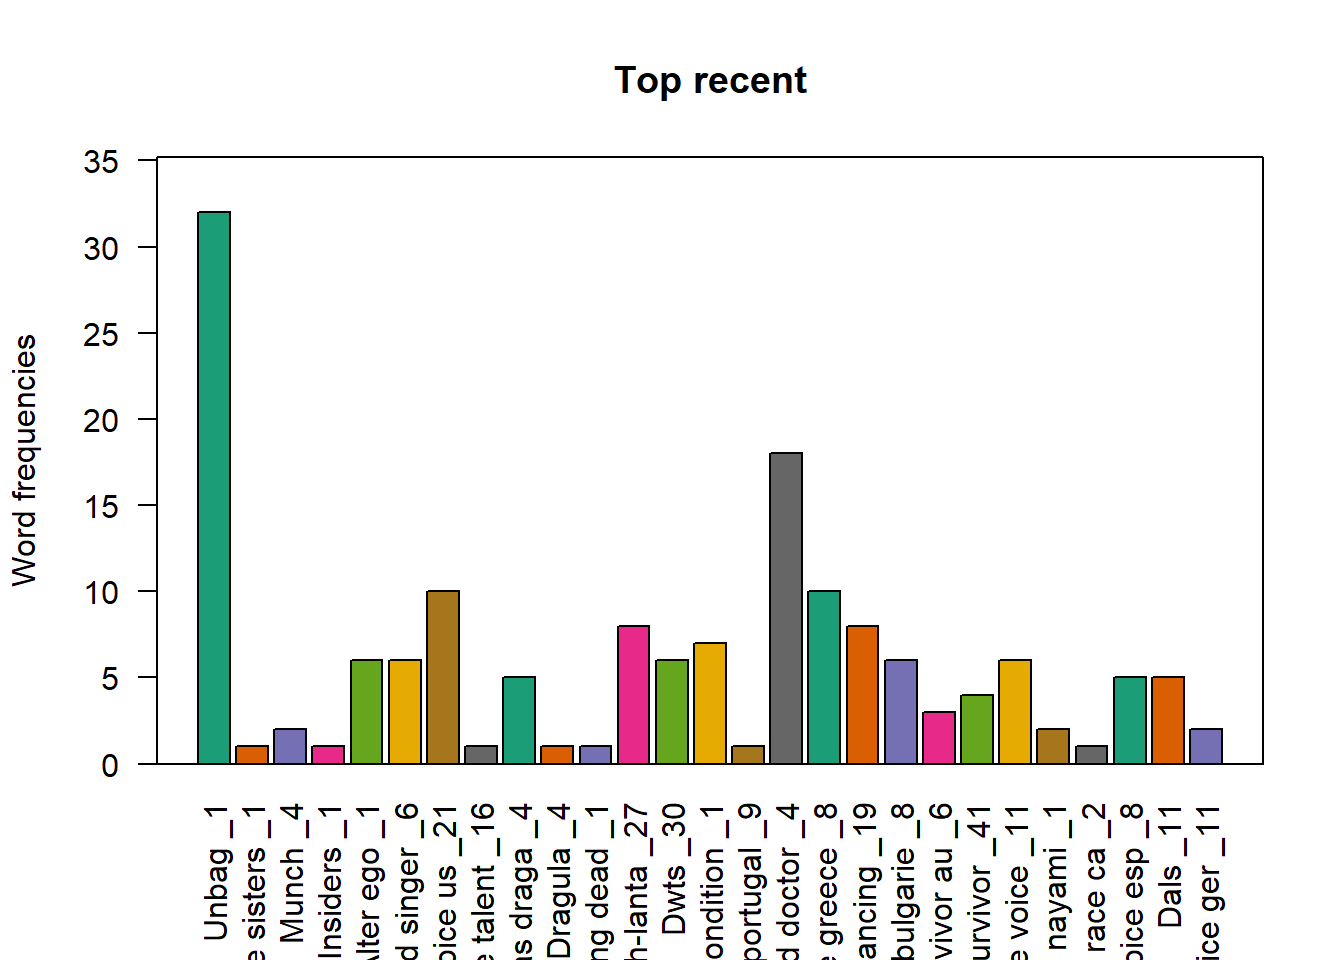 Top recent
Word frequencies
35
30
25
20
15
10
5
0
Unbag _1
e sisters _1
Munch _4
Insiders _1
Alter ego _1
d singer _6
oice us _21
e talent _16
as draga _4
Dragula _4
ng dead _1
h-lanta _27
Dwts _30
ondition _1
portugal _9
d doctor _4
e greece _8
ancing _19
bulgarie _8
vivor au _6
urvivor _41
e voice _11
nayami _1
race ca_2
oice esp _8
Dals _11
ice ger _11